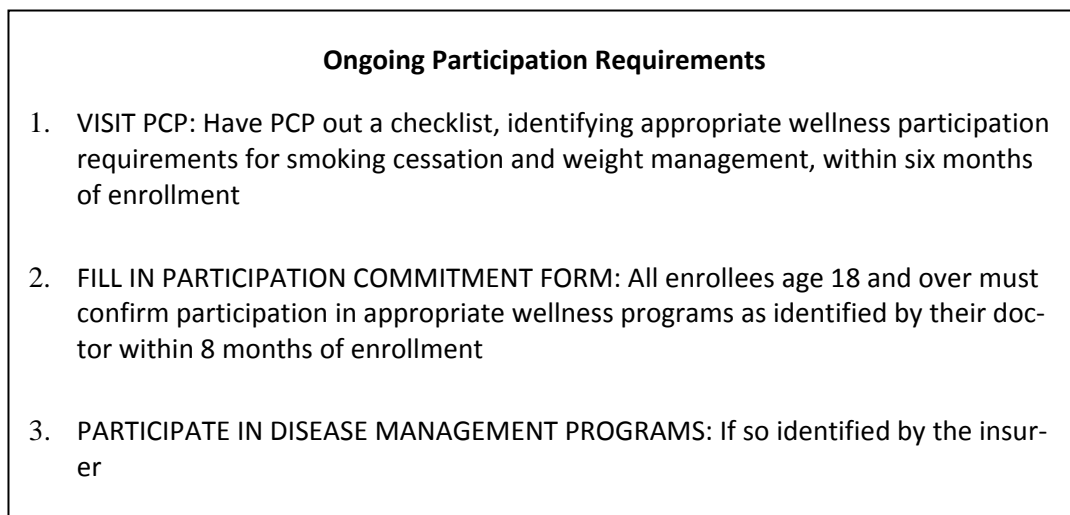 Ongoing Participation Requirements
1. VISIT PCP: Have PCP out a checklist, identifying appropriate wellness participation
requirements for smoking cessation and weight management, within six months
of enrollment
2. FILL IN PARTICIPATION COMMITMENT FORM: All enrollees age 18 and over must
confirm participation in appropriate wellness programs as identified by their doc-
tor within 8 months of enrollment
3. PARTICIPATE IN DISEASE MANAGEMENT PROGRAMS: If so identified by the insur-
er